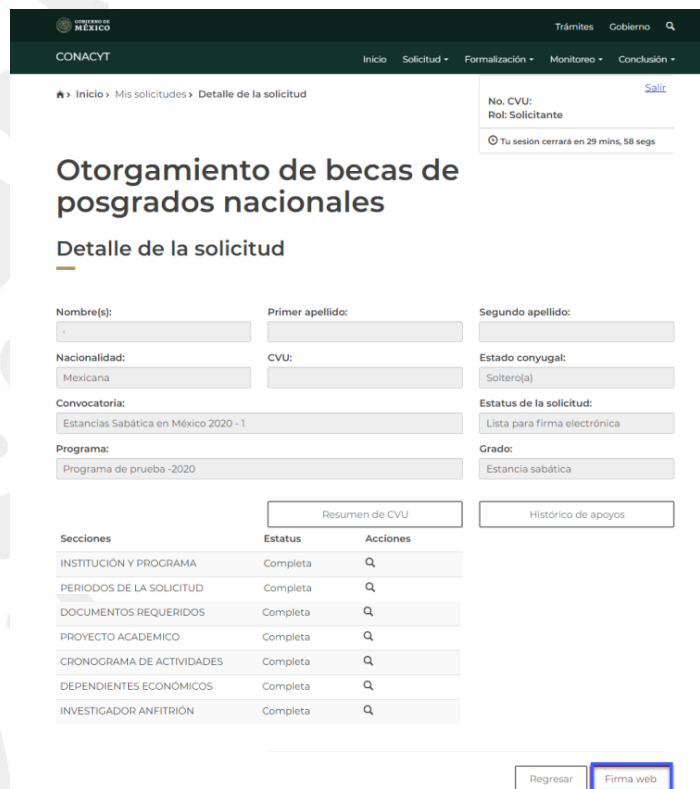 GOBIERNO DE
MÉXICO
Trámites Gobierno
CONACYT
Inicio Solicitud Formalización Monitoreo Conclusión
Inicio › Mis solicitudes › Detalle de la solicitud
Salir
No. CVU:
Rol: Solicitante
Tu sesión cerrará en 29 mins, 58 segs
Otorgamiento de becas de
posgrados nacionales
Detalle de la solicitud
Nombre(s): Primer apellido: Segundo apellido:
Nacionalidad: CVU: Estado conyugal:
Mexicana Soltero(a)
Convocatoria: Estatus de la solicitud:
Estancias Sabática en México 2020 - 1 Lista para firma electrónica
Programa: Grado:
Programa de prueba -2020 Estancia sabática
Resumen de CVU Histórico de apoyos
Secciones Estatus Acciones
INSTITUCIÓN Y PROGRAMA Completa
PERIODOS DE LA SOLICITUD Completa
DOCUMENTOS REQUERIDOS Completa
PROYECTO ACADEMICO Completa
CRONOGRAMA DE ACTIVIDADES Completa
DEPENDIENTES ECONÓMICOS Completa
INVESTIGADOR ANFITRIÓN Completa
Regresar Firma web